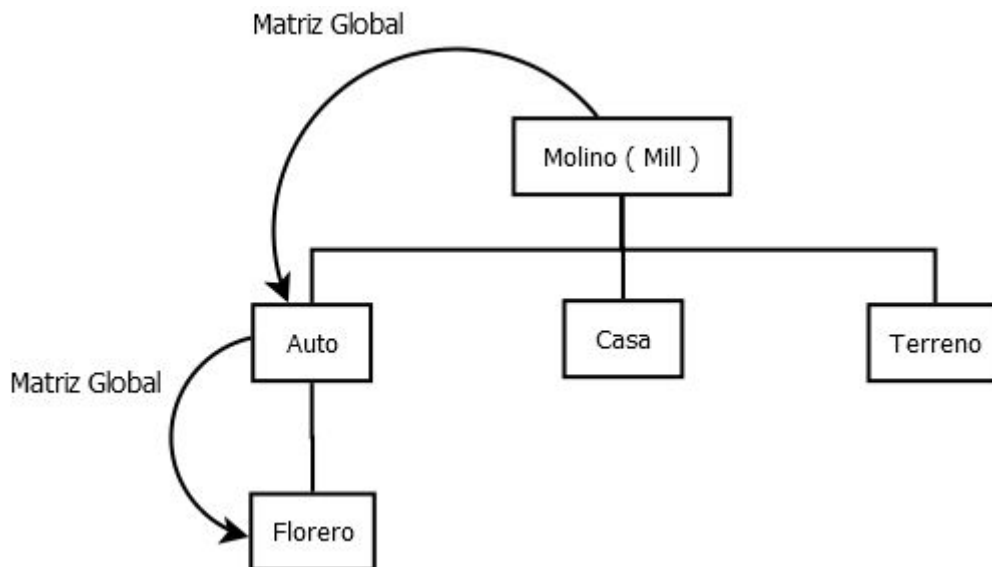 Matriz Global
Molino ( Mill )
Auto
Casa
Terreno
Matriz Global
Florero